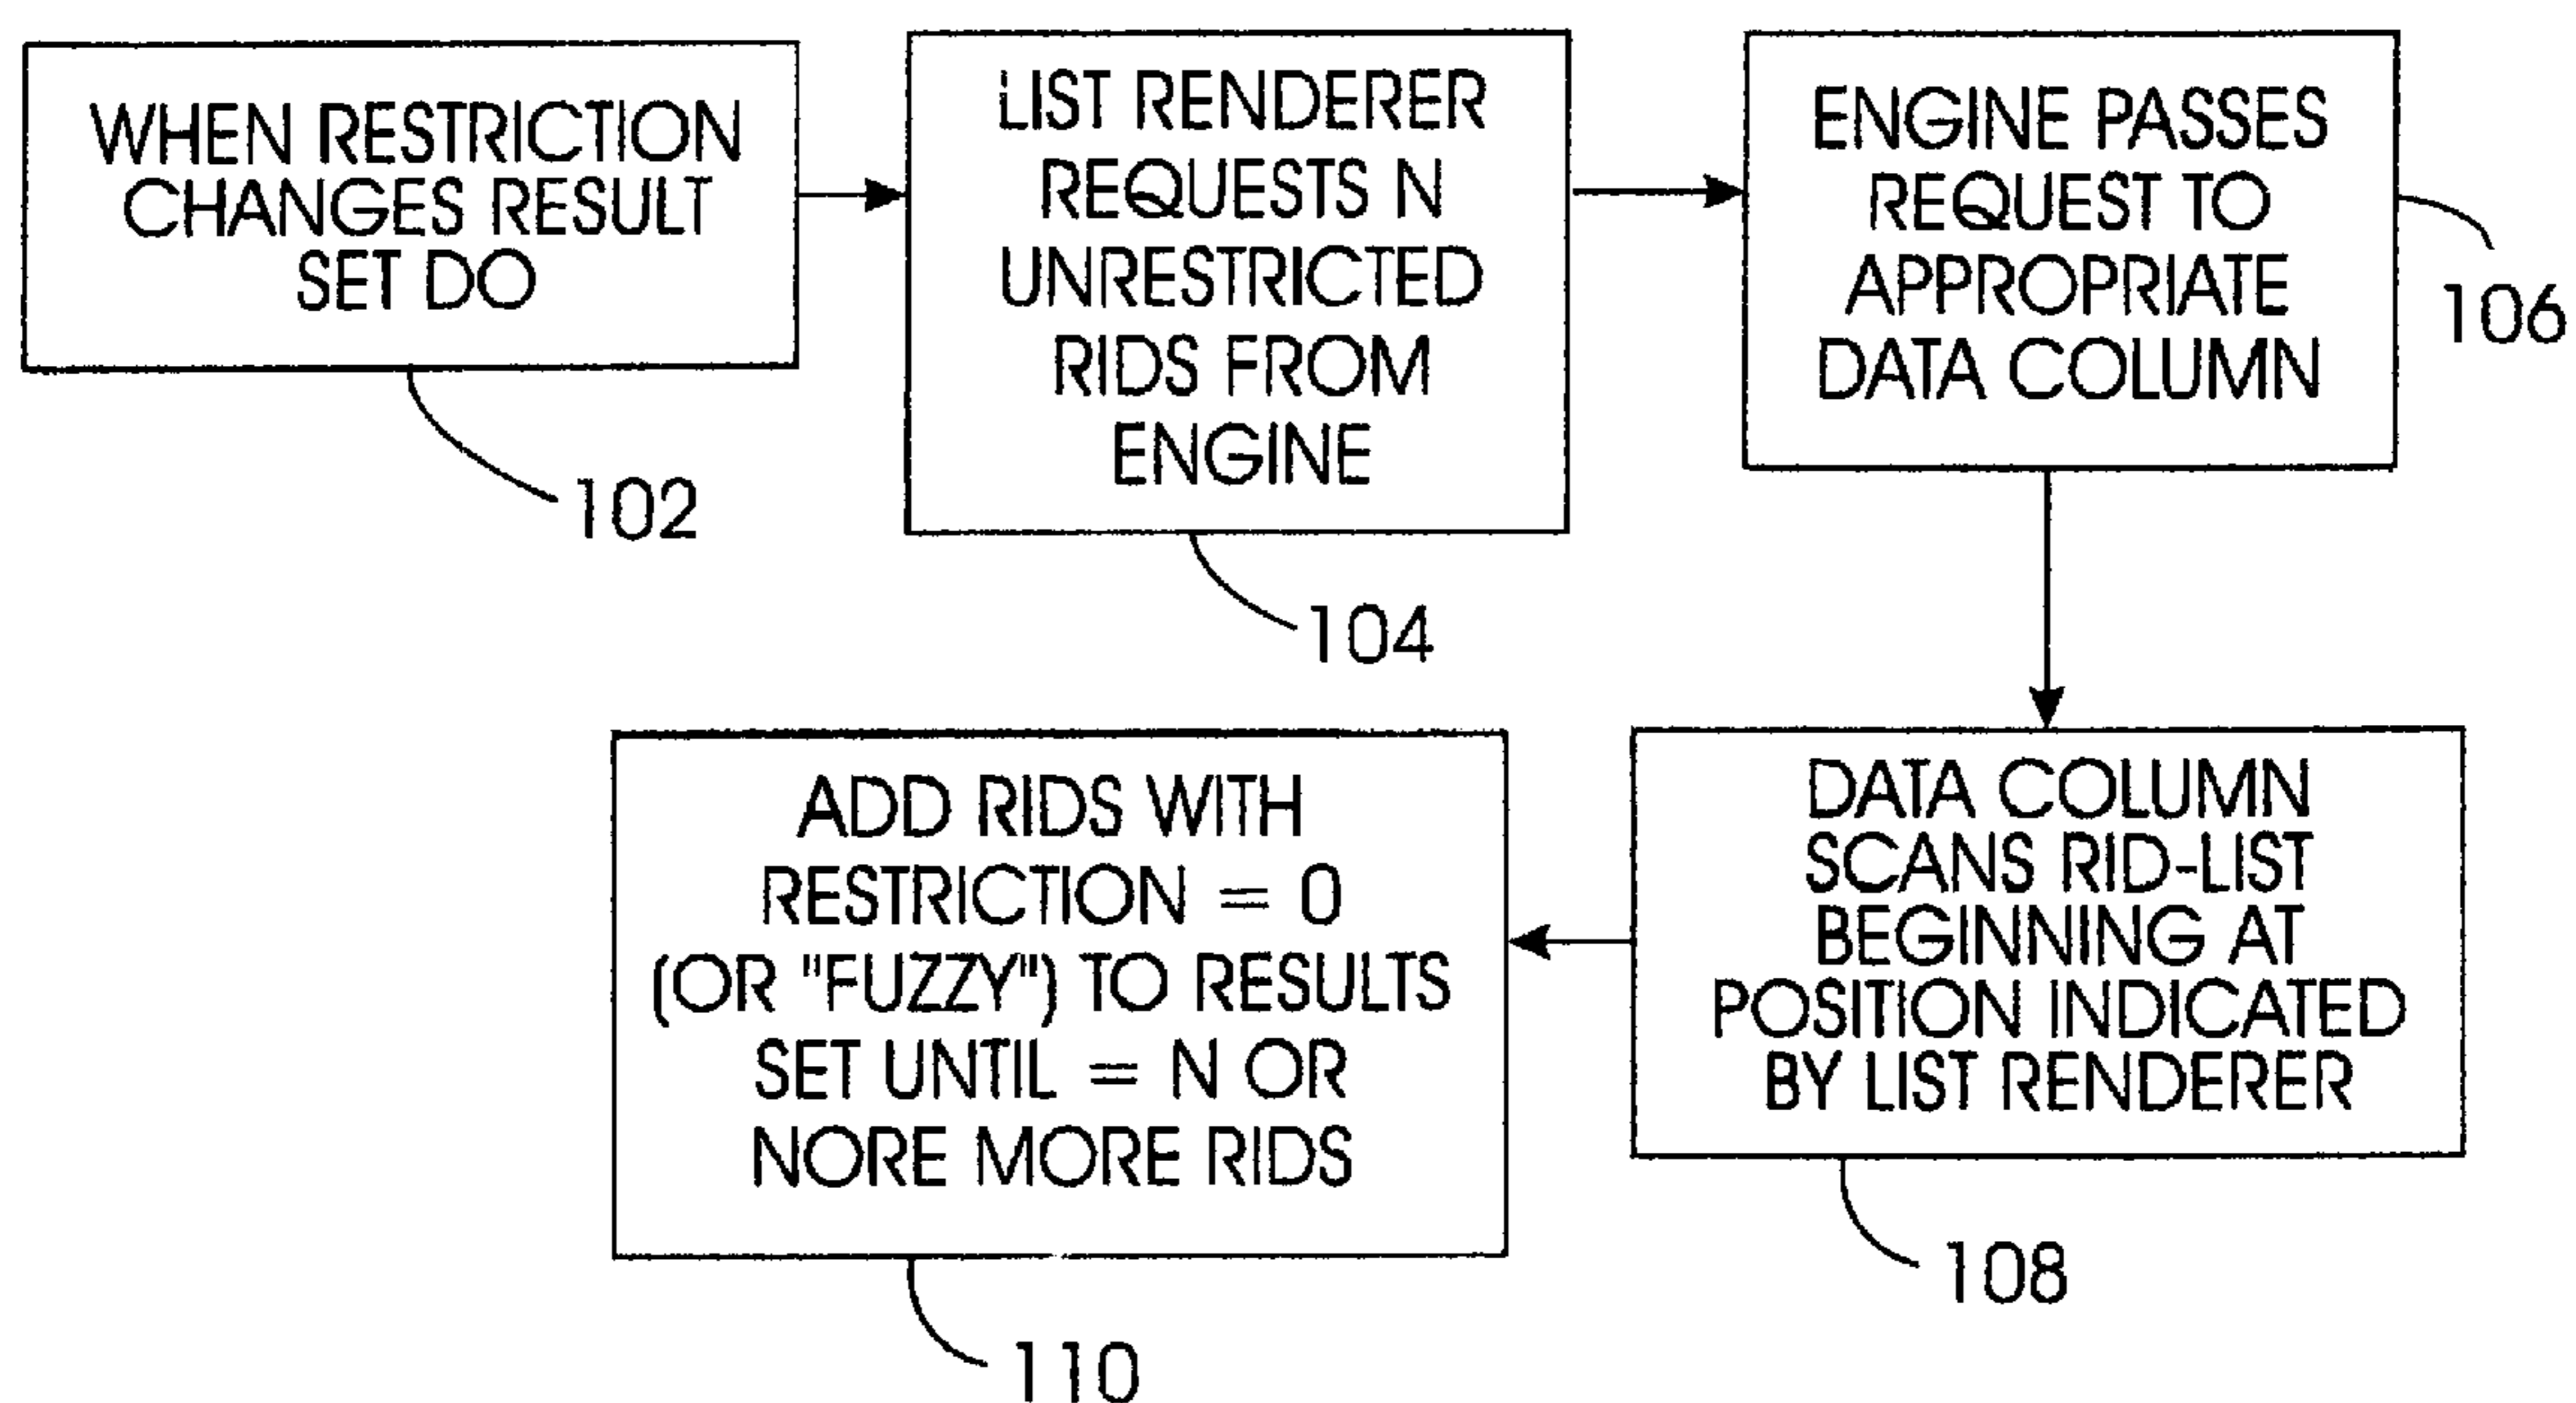 WHEN RESTRICTION
CHANGES RESULT
SET DO
102
LIST RENDERER
REQUESTS N
UNRESTRICTED
RIDS FROM
ENGINE
104
ENGINE PASSES
REQUEST TO
APPROPRIATE
DATA COLUMN
106
DATA COLUMN
SCANS RID-LIST
BEGINNING AT
POSITION INDICATED
BY LIST RENDERER
108
ADD RIDS WITH
RESTRICTION = 0
(OR "FUZZY") TO RESULTS
SET UNTIL = N OR
NORE MORE RIDS
110